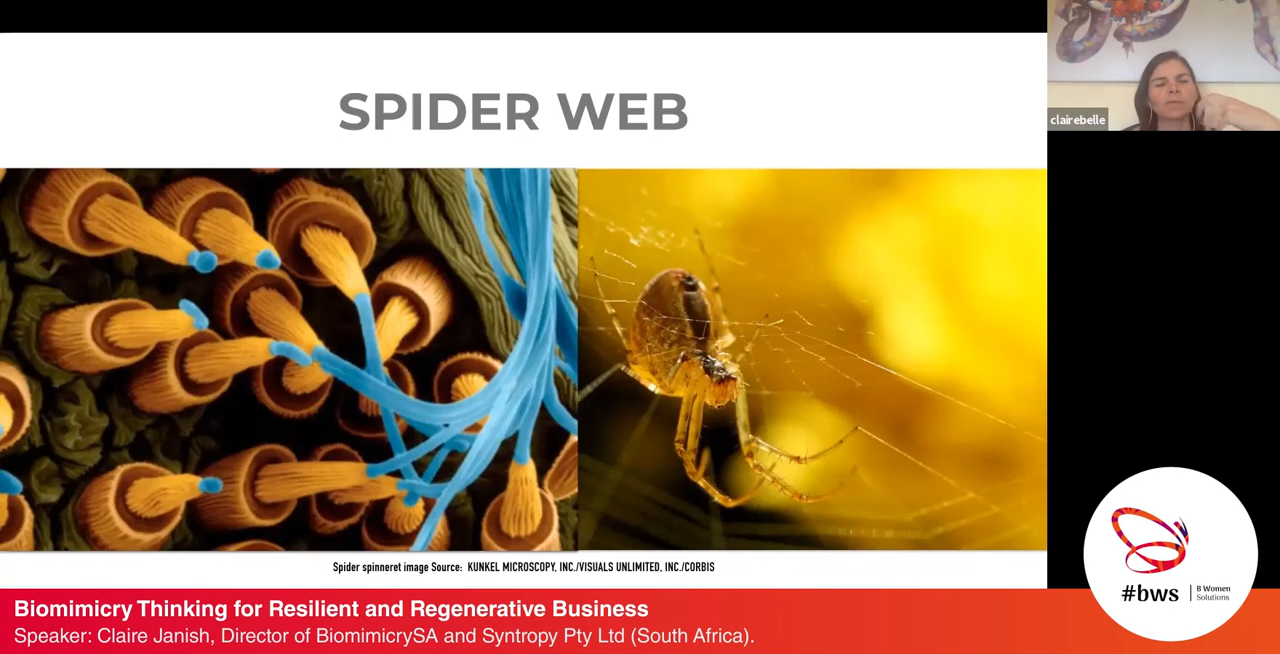 SPIDER WEB
clairebelle
Spider spinneret image Source: KUNKEL MICROSCOPY, INC./VISUALS UNLIMITED, INC./CORBIS
#bws | B Women
Solutions
Biomimicry Thinking for Resilient and Regenerative Business
Speaker: Claire Janish, Director of BiomimicrySA and Syntropy Pty Ltd (South Africa).